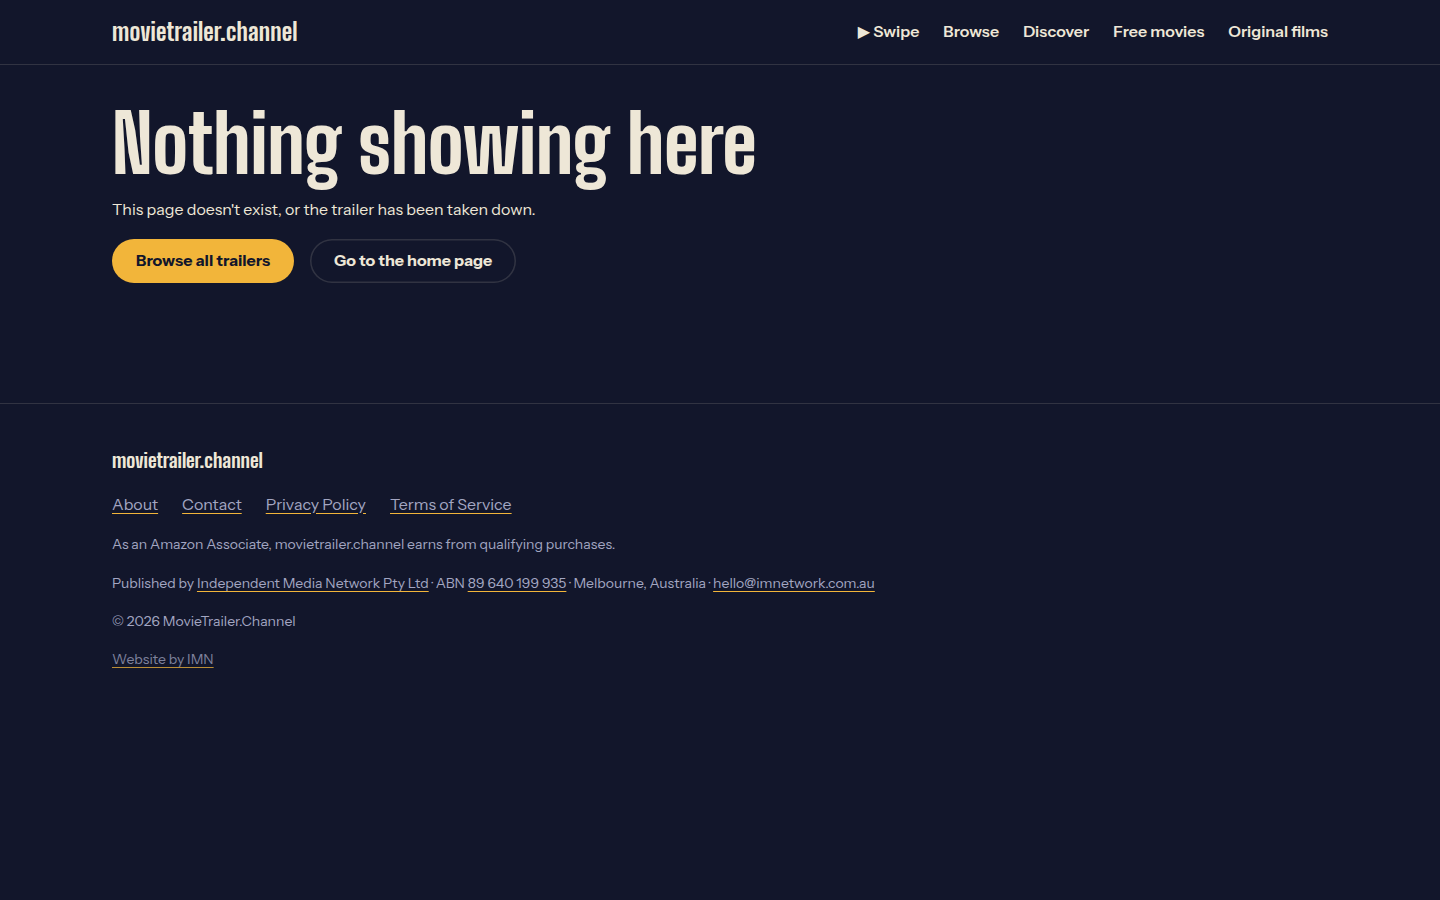 movietrailer.channel
▶ Swipe Browse Discover Free movies Original films
Nothing showing here
This page doesn't exist, or the trailer has been taken down.
Browse all trailers Go to the home page
movietrailer.channel
About Contact Privacy Policy Terms of Service
As an Amazon Associate, movietrailer.channel earns from qualifying purchases.
Published by Independent Media Network Pty Ltd · ABN 89 640 199 935 · Melbourne, Australia · hello@imnetwork.com.au
© 2026 MovieTrailer.Channel
Website by IMN